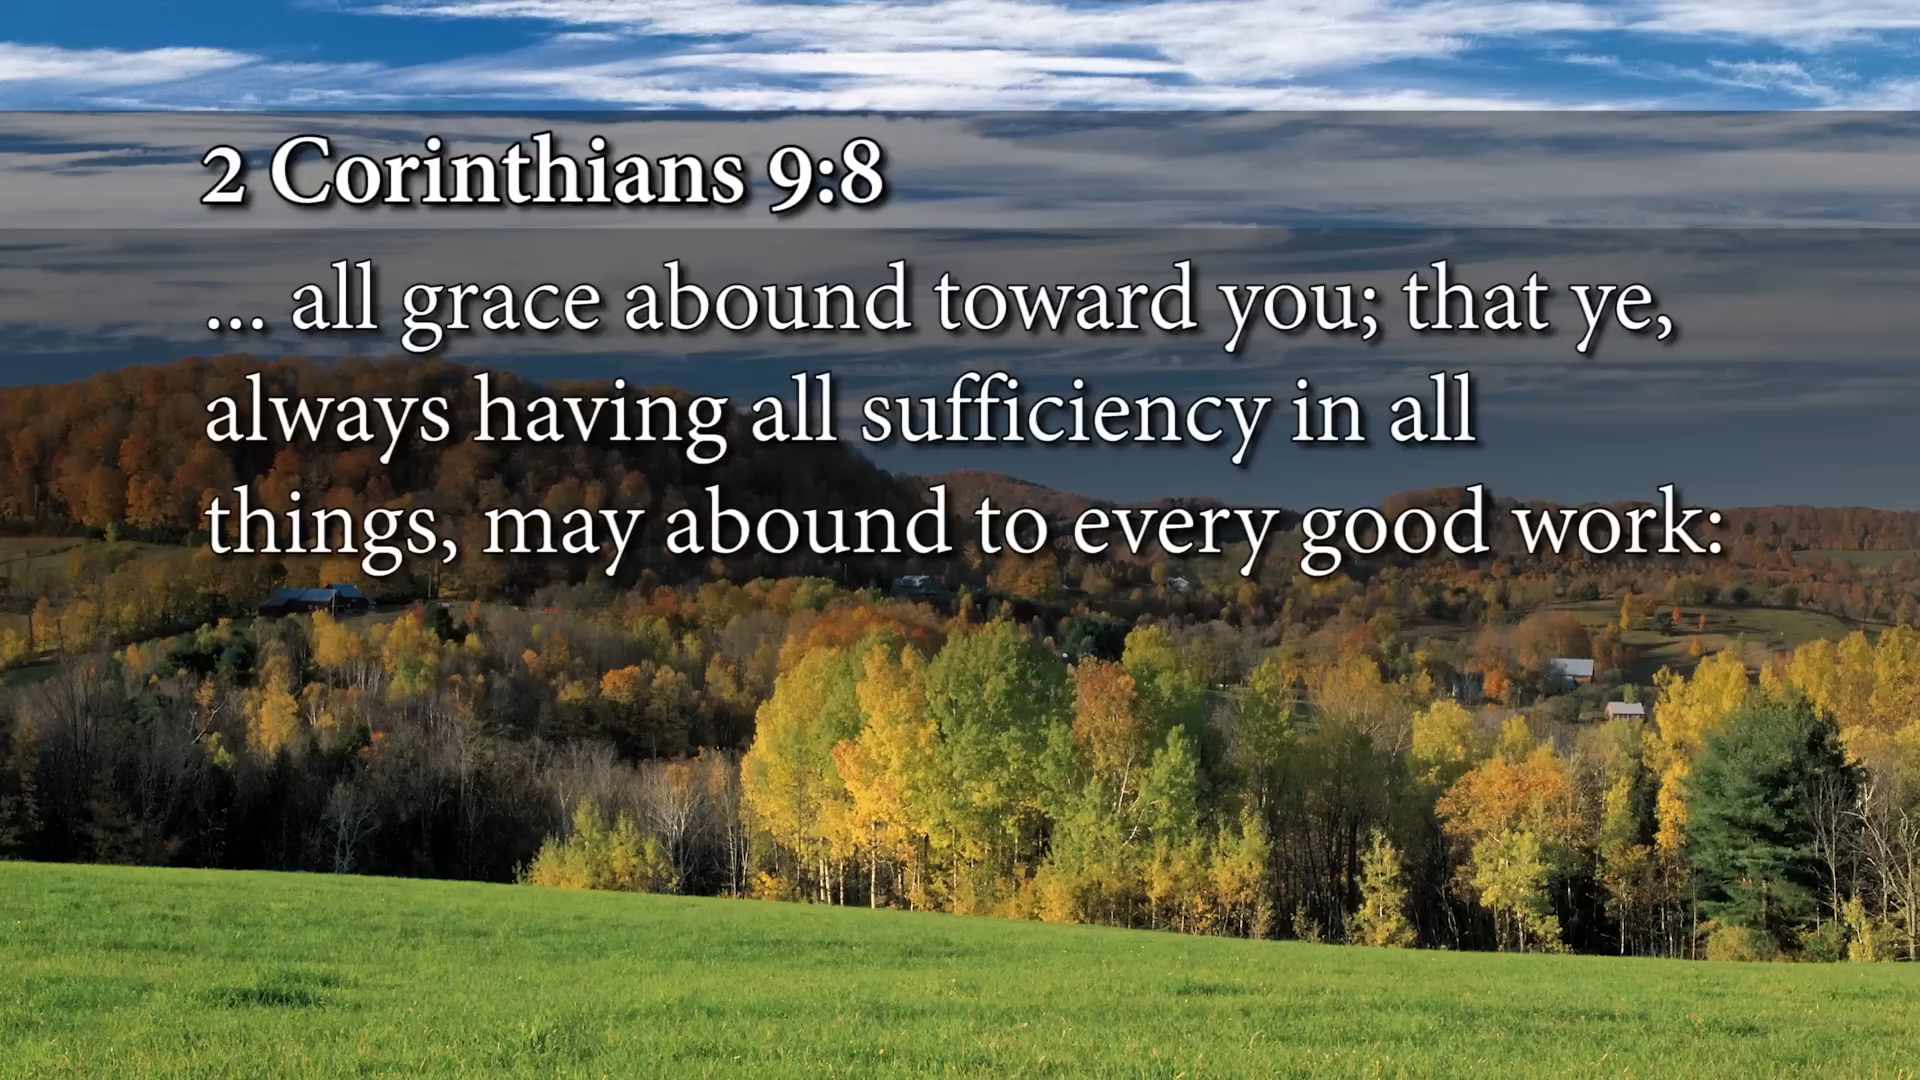 2 Corinthians 9:8
... all grace abound toward you; that ye,
always having all sufficiency in all
things, may abound to every good work: